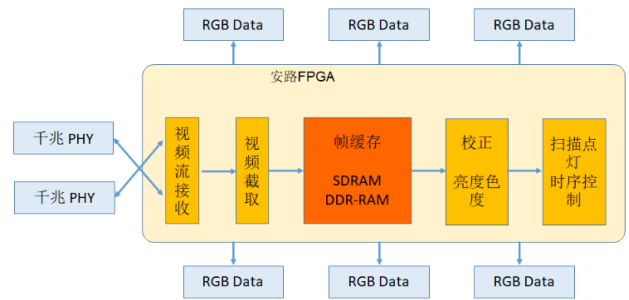 RGB Data
RGB Data
RGB Data
安路FPGA
千兆 PHY
千兆 PHY
视
频
流
接
收
视
频
截
取
帧缓存
SDRAM
DDR-RAM
校正
亮度色
度
扫描点
灯
时序控
制
RGB Data
RGB Data
RGB Data